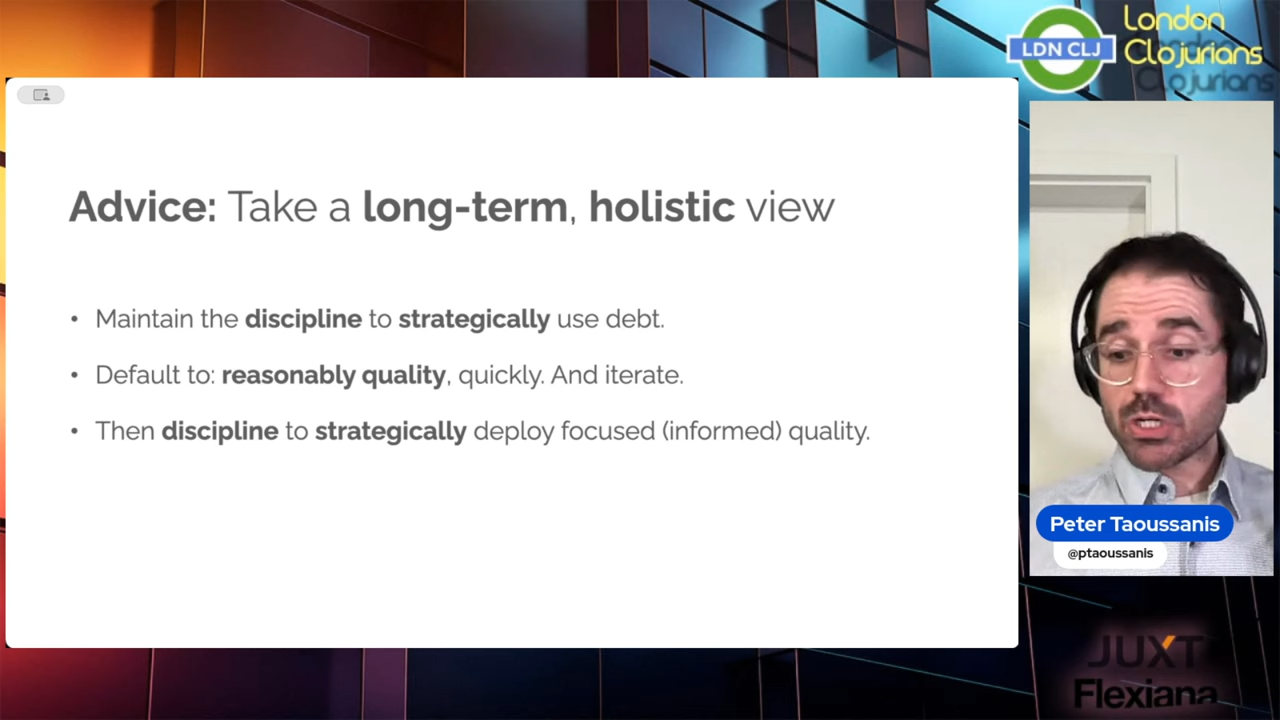 London
Clojurians
LDN CLJ
Clojurians
Advice: Take a long-term, holistic view
• Maintain the discipline to strategically use debt.
• Default to: reasonably quality, quickly. And iterate.
• Then discipline to strategically deploy focused (informed) quality.
Peter Taoussanis
@ptaoussanis
JUXT
Flexiana